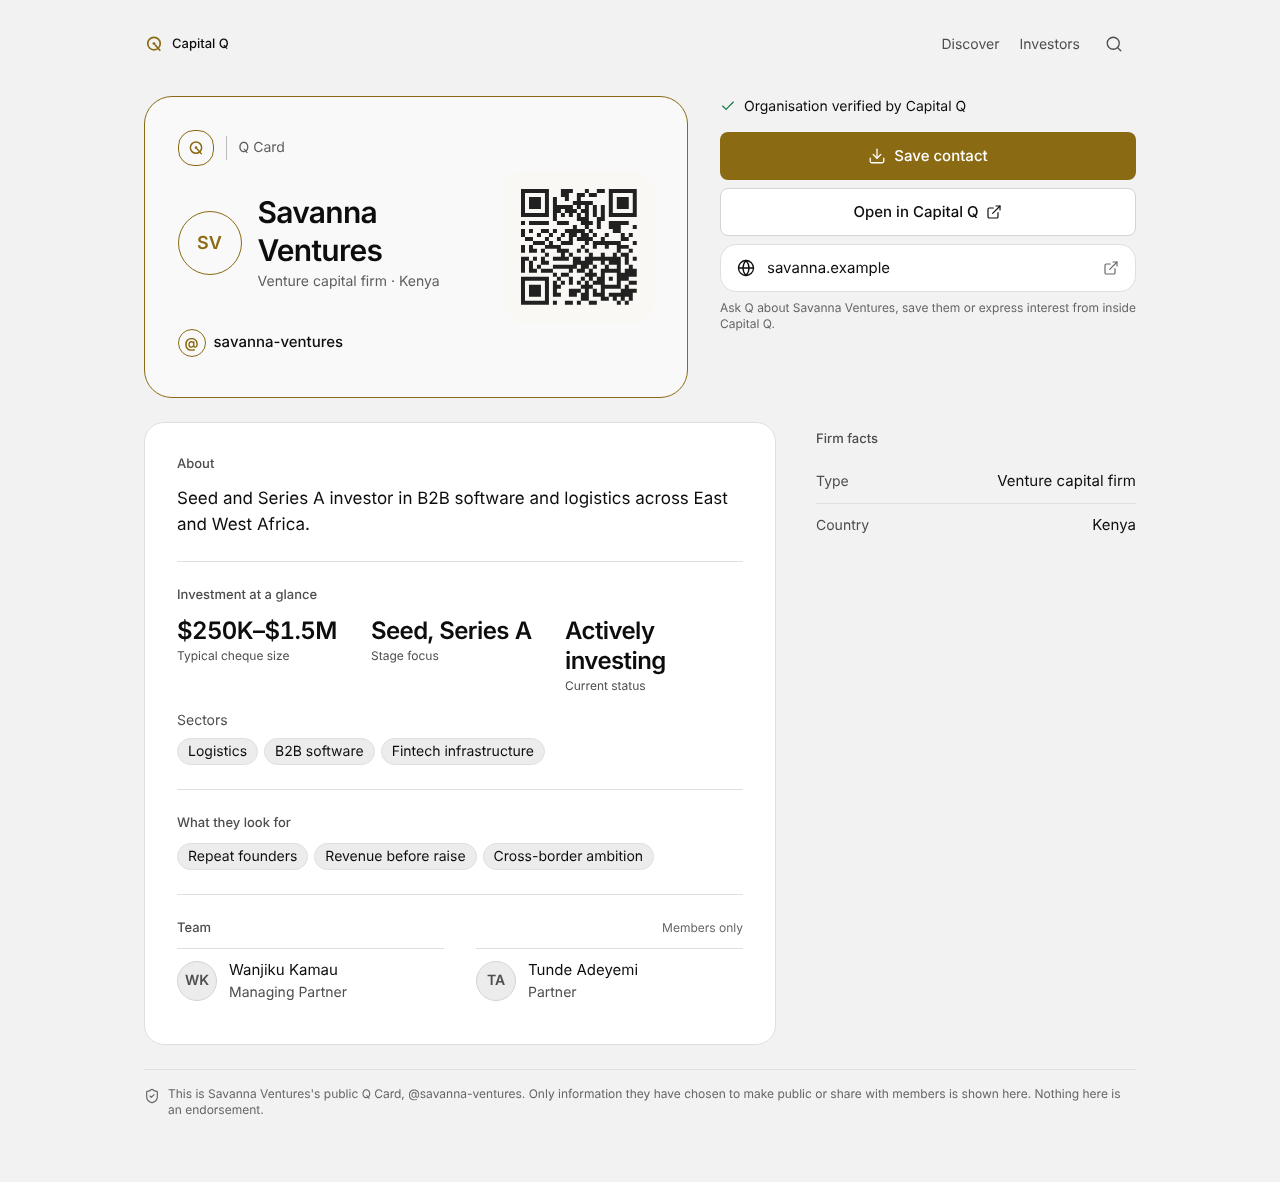 Capital Q
Discover
Investors
Q Card
SV
Savanna
Ventures
Venture capital firm · Kenya
@ savanna-ventures
Organisation verified by Capital Q
Save contact
Open in Capital Q
savanna.example
Ask Q about Savanna Ventures, save them or express interest from inside
Capital Q.
About
Seed and Series A investor in B2B software and logistics across East
and West Africa.
Investment at a glance
$250K–$1.5M
Typical cheque size
Seed, Series A
Stage focus
Actively
investing
Current status
Sectors
Logistics
B2B software
Fintech infrastructure
What they look for
Repeat founders
Revenue before raise
Cross-border ambition
Team
Members only
WK
Wanjiku Kamau
Managing Partner
TA
Tunde Adeyemi
Partner
Firm facts
Type
Venture capital firm
Country
Kenya
This is Savanna Ventures's public Q Card, @savanna-ventures. Only information they have chosen to make public or share with members is shown here. Nothing here is
an endorsement.